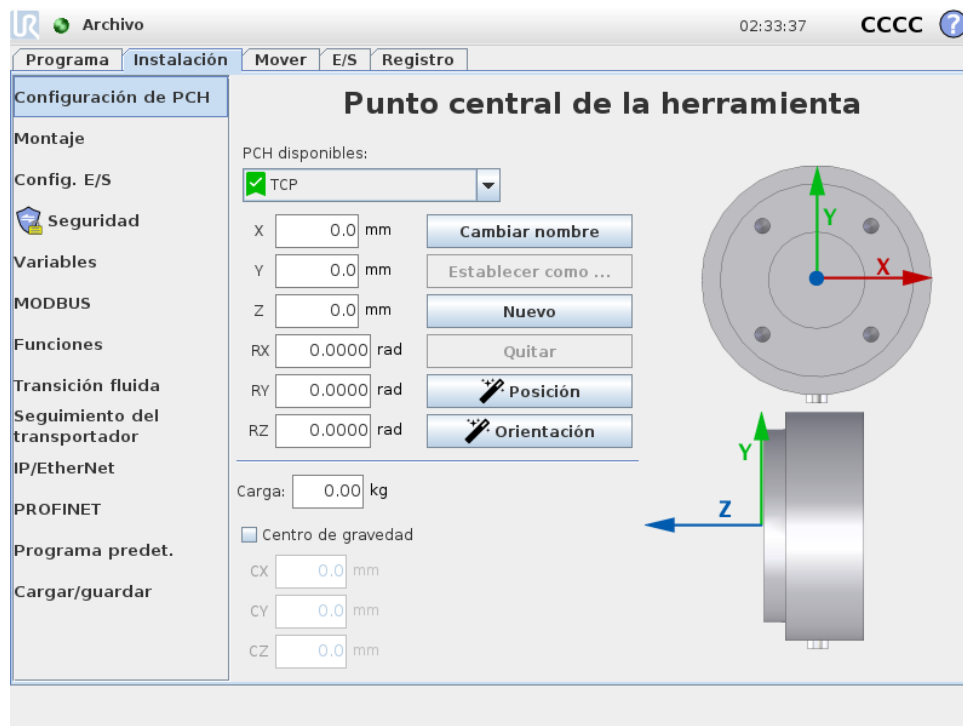 UR Archivo 02:33:37 CCCC ?
Programa Instalación Mover E/S Registro
Configuración de PCH
Montaje
Config. E/S
Seguridad
Variables
MODBUS
Funciones
Transición fluida
Seguimiento del
transportador
IP/EtherNet
PROFINET
Programa predet.
Cargar/guardar
Punto central de la herramienta
PCH disponibles:
TCP
X 0.0 mm Cambiar nombre
Y 0.0 mm Establecer como ...
Z 0.0 mm Nuevo
RX 0.0000 rad Quitar
RY 0.0000 rad Posición
RZ 0.0000 rad Orientación
Carga: 0.00 kg
Centro de gravedad
CX 0.0 mm
CY 0.0 mm
CZ 0.0 mm
Y
X
Y
Z